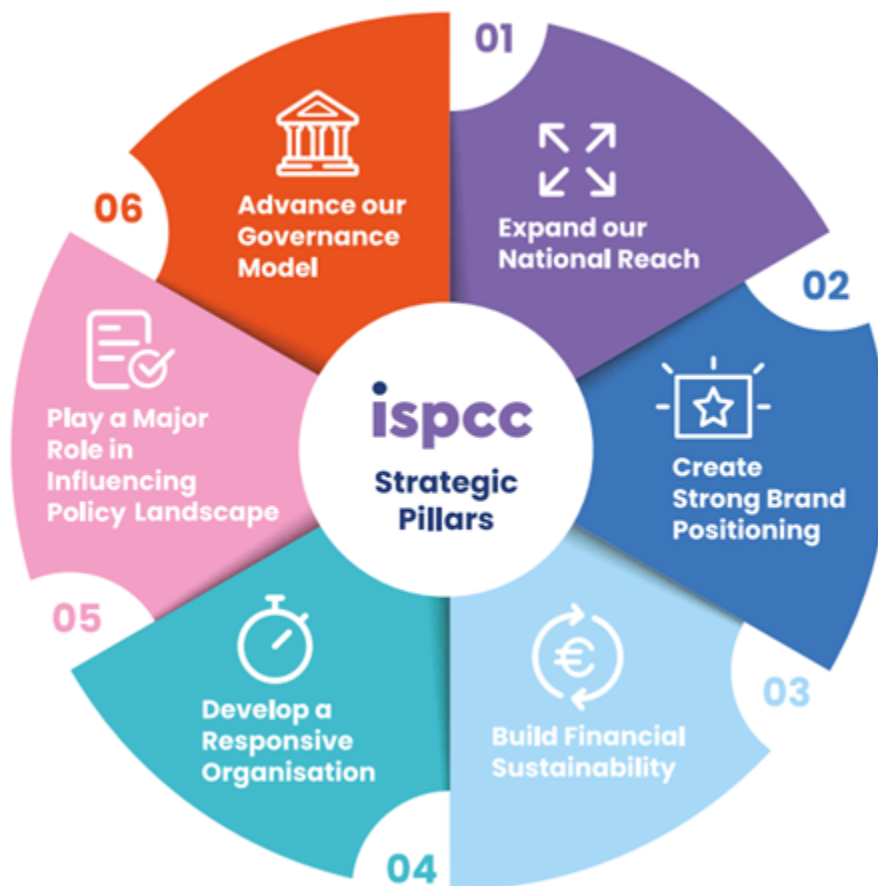 ispcc
Strategic
Pillars
01
Expand our
National Reach
02
Create
Strong Brand
Positioning
03
Build Financial
Sustainability
04
Develop a
Responsive
Organisation
05
Play a Major
Role in
Influencing
Policy Landscape
06
Advance our
Governance
Model
€